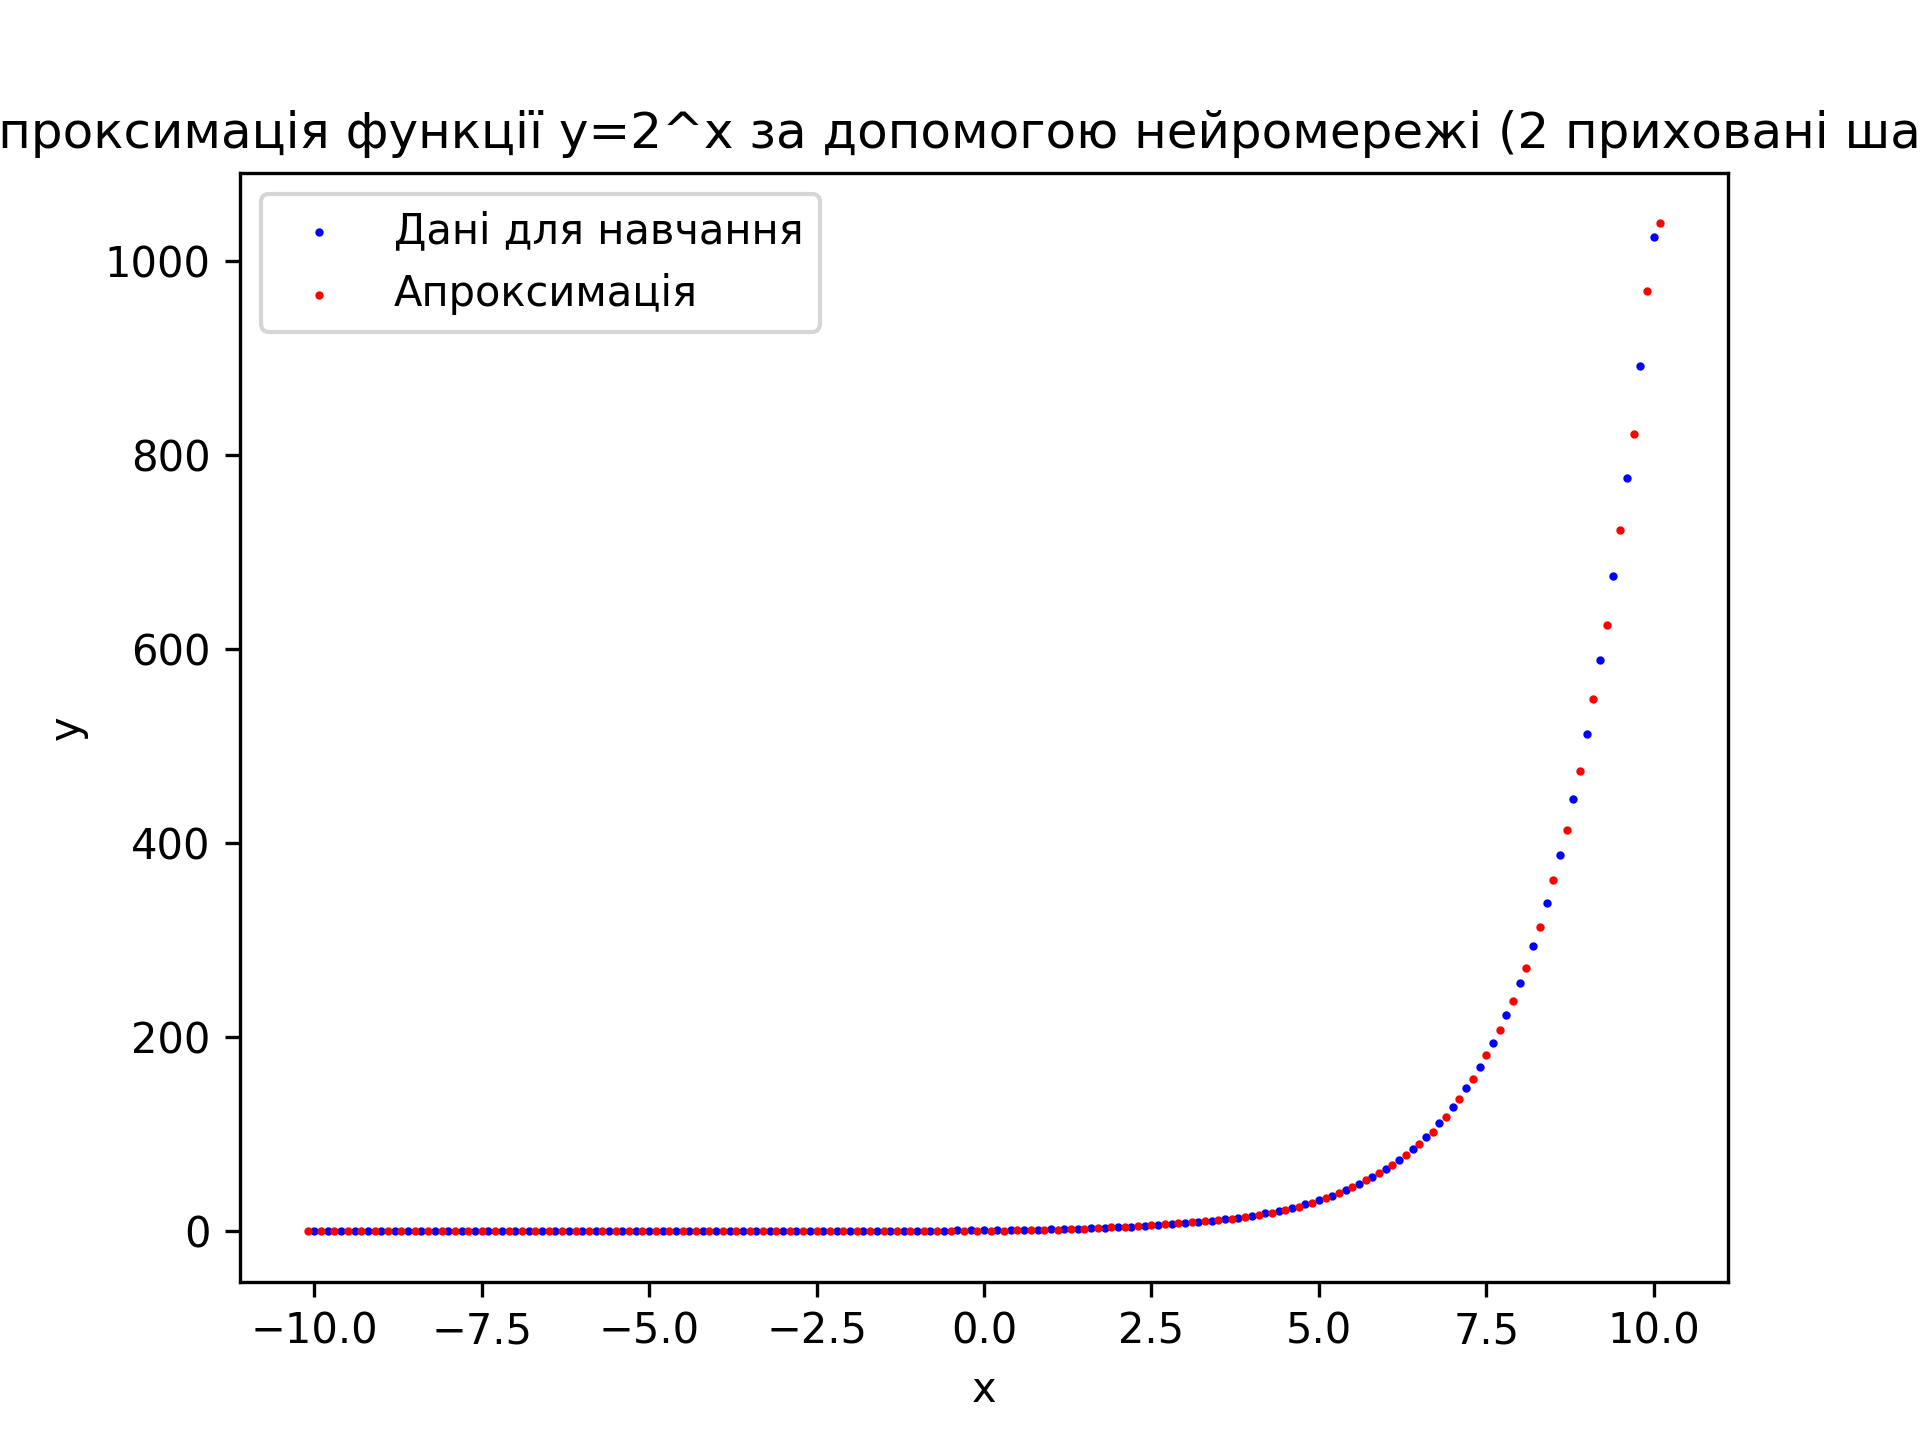 проксимація функції y=2^x за допомогою нейромережі (2 приховані ша
Дані для навчання
Апроксимація
1000
800
600
400
200
0
y
−10.0 −7.5 −5.0 −2.5 0.0 2.5 5.0 7.5 10.0
x